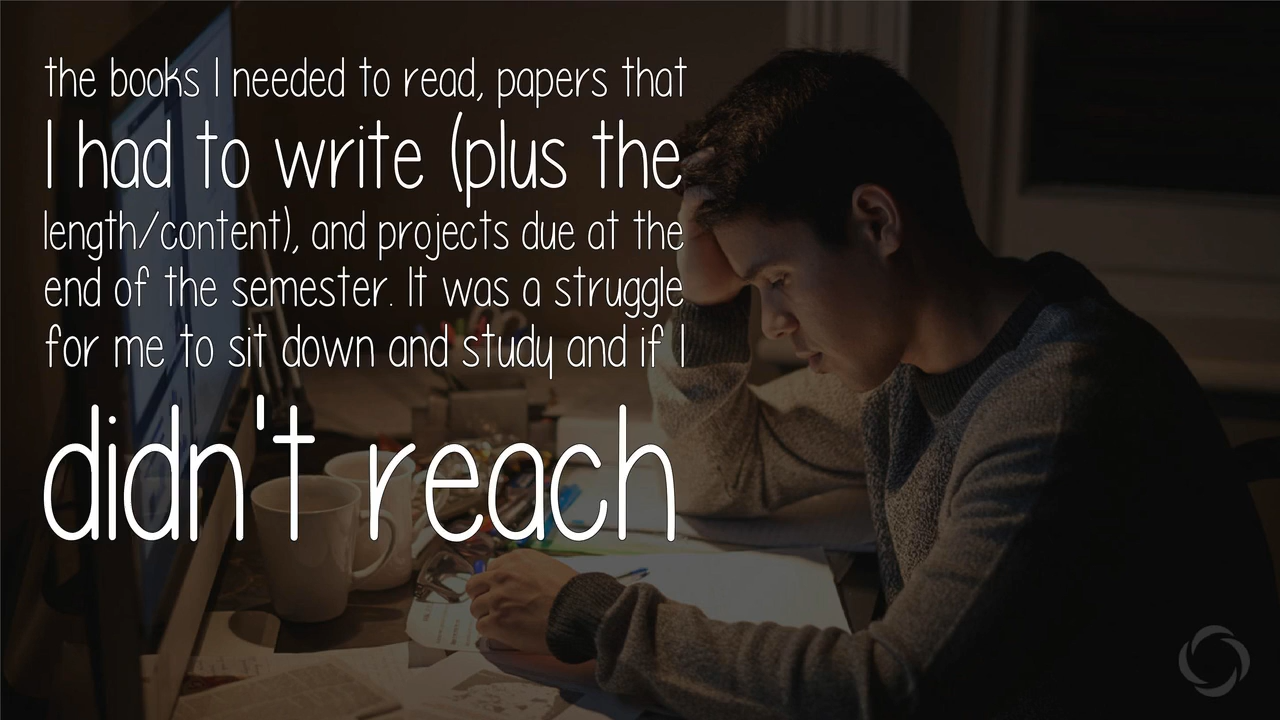 the books I needed to read, papers that
I had to write (plus the
length/content), and projects due at the
end of the semester. It was a struggle
for me to sit down and study and if I
didn't reach